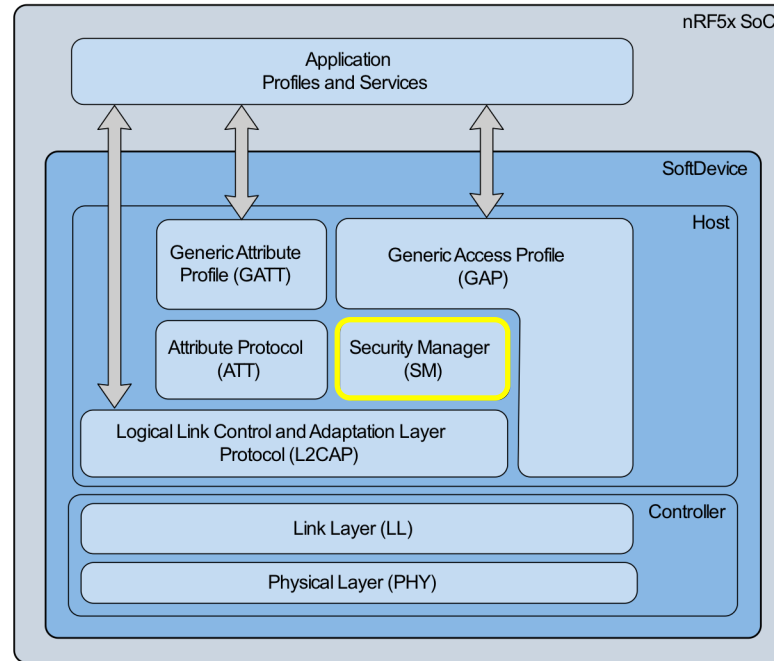 nRF5x SoC
Application
Profiles and Services
SoftDevice
Host
Generic Attribute
Profile (GATT)
Generic Access Profile
(GAP)
Attribute Protocol
(ATT)
Security Manager
(SM)
Logical Link Control and Adaptation Layer
Protocol (L2CAP)
Controller
Link Layer (LL)
Physical Layer (PHY)